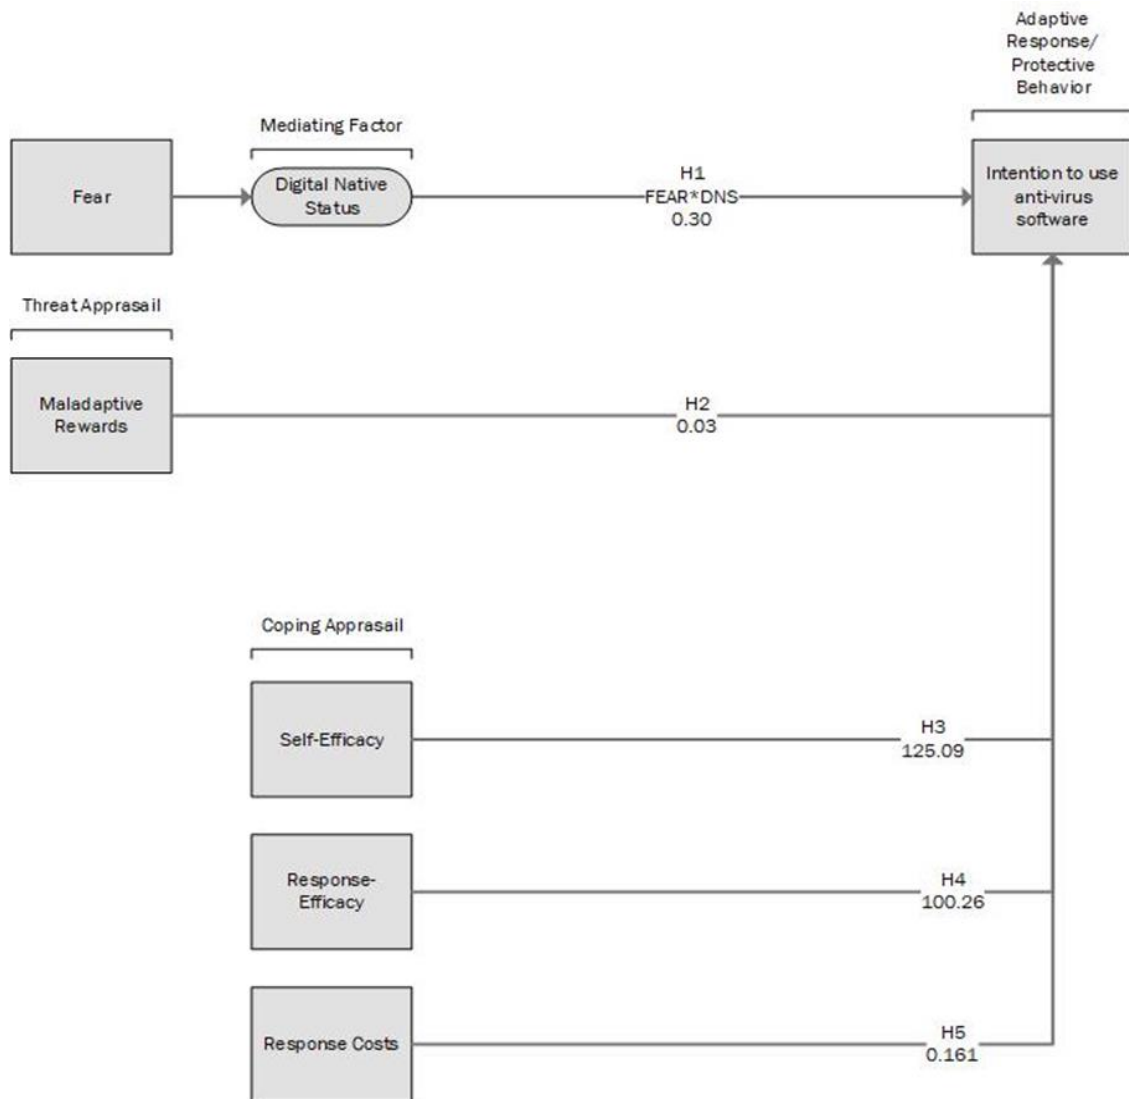 Adaptive
Response/
Protective
Behavior
Mediating Factor
Fear
Digital Native
Status
H1
FEAR*DNS
0.30
Intention to use
anti-virus
software
Threat Apprasail
Maladaptive
Rewards
H2
0.03
Coping Apprasail
Self-Efficacy
H3
125.09
Response-
Efficacy
H4
100.26
Response Costs
H5
0.161